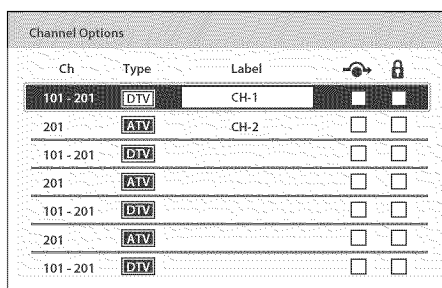 Channel Options
Ch Type Label
101 - 201 DTV CH-1
201 ATV CH-2
101 - 201 DTV
201 ATV
101 - 201 DTV
201 ATV
101 - 201 DTV